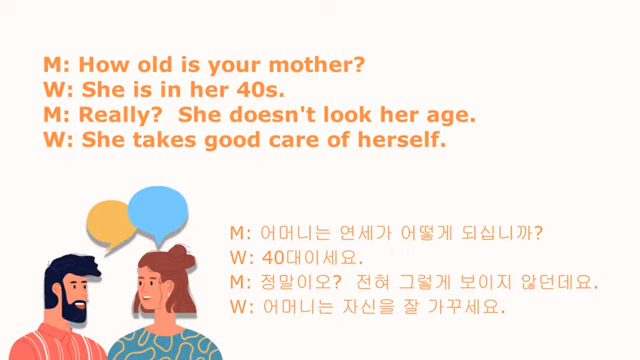 M: How old is your mother?
W: She is in her 40s.
M: Really?  She doesn't look her age.
W: She takes good care of herself.
M: 어머니는 연세가 어떻게 되십니까?
W: 40대이세요.
M: 정말이오?  전혀 그렇게 보이지 않던데요.
W: 어머니는 자신을 잘 가꾸세요.